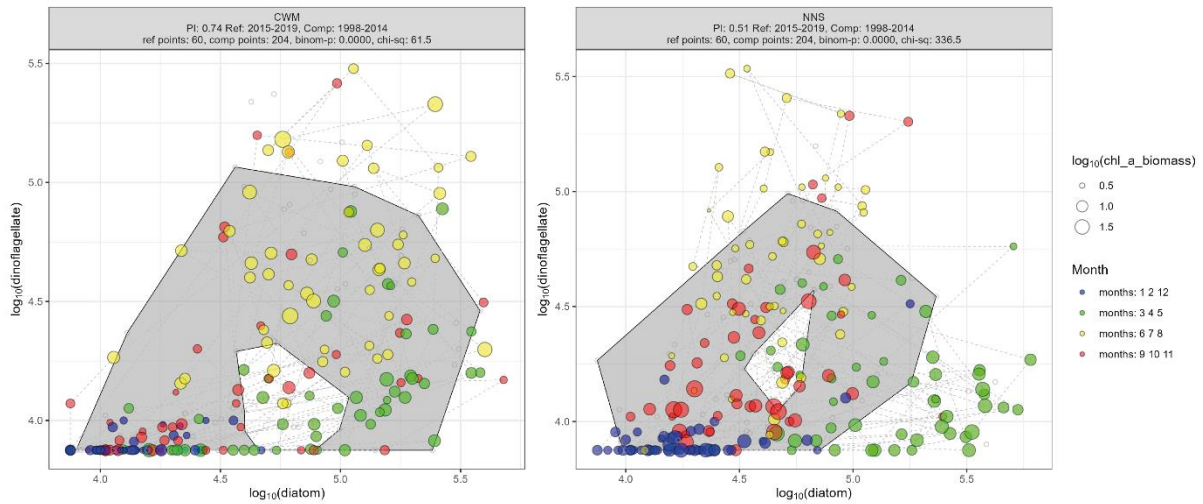 CWM
PI: 0.74 Ref: 2015-2019, Comp: 1998-2014
ref points: 60, comp points: 204, binom-p: 0.0000, chi-sq: 61.5
NNS
PI: 0.51 Ref: 2015-2019, Comp: 1998-2014
ref points: 60, comp points: 204, binom-p: 0.0000, chi-sq: 336.5
5.5
5.0
4.5
4.0
log₁₀(dinoflagellate)
4.0 4.5 5.0 5.5
log₁₀(diatom)
5.5
5.0
4.5
4.0
log₁₀(dinoflagellate)
4.0 4.5 5.0 5.5
log₁₀(diatom)
log₁₀(chl_a_biomass)
0.5
1.0
1.5
Month
months: 1 2 12
months: 3 4 5
months: 6 7 8
months: 9 10 11